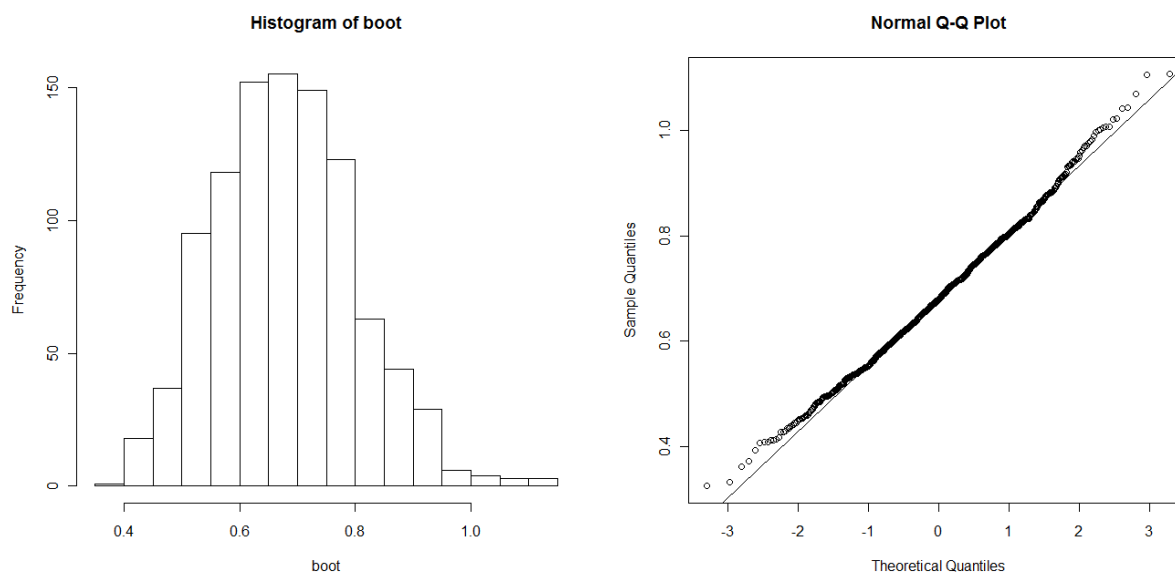 Histogram of boot
Frequency
150
100
50
0
0.4 0.6 0.8 1.0
boot
Normal Q-Q Plot
Sample Quantiles
1.0
0.8
0.6
0.4
-3 -2 -1 0 1 2 3
Theoretical Quantiles